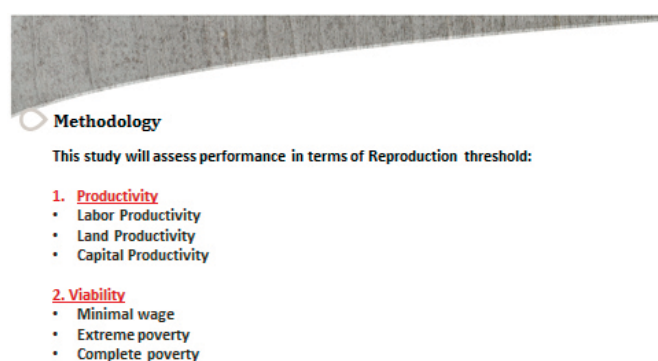 Methodology
This study will assess performance in terms of Reproduction threshold:
1. Productivity
• Labor Productivity
• Land Productivity
• Capital Productivity
2. Viability
• Minimal wage
• Extreme poverty
• Complete poverty